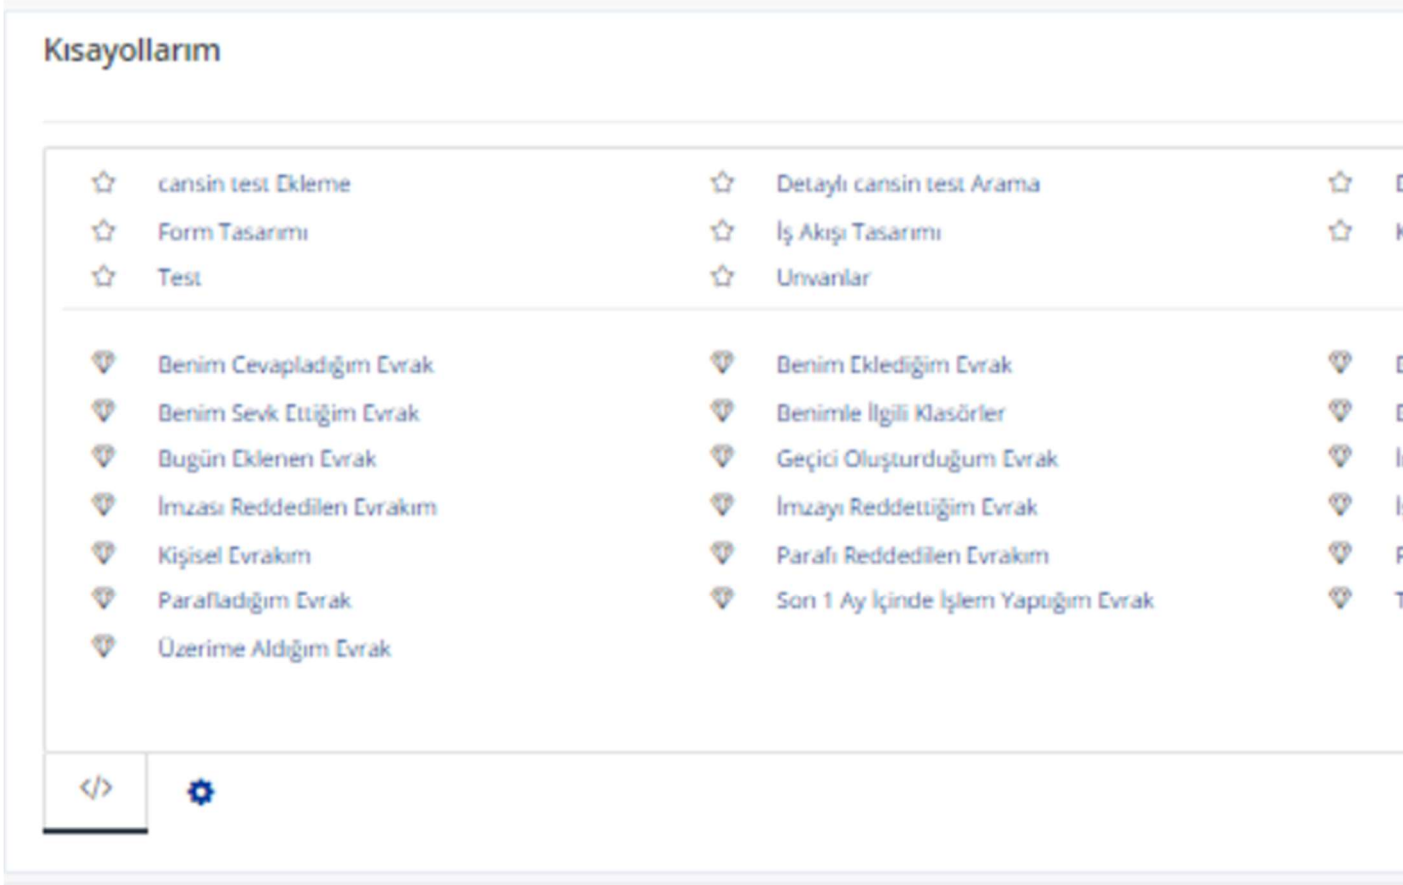 Kısayollarım
cansin test Ekleme
Detaylı cansin test Arama
Form Tasarımı
İş Akışı Tasarımı
Test
Unvanlar
Benim Cevapladığım Evrak
Benim Eklediğim Evrak
Benim Sevk Ettiğim Evrak
Benimle İlgili Klasörler
Bugün Eklenen Evrak
Geçici Oluşturduğum Evrak
İmzası Reddedilen Evrakım
İmzayı Reddettiğim Evrak
Kişisel Evrakım
Parafı Reddedilen Evrakım
Parafladığım Evrak
Son 1 Ay İçinde İşlem Yaptığım Evrak
Üzerime Aldığım Evrak